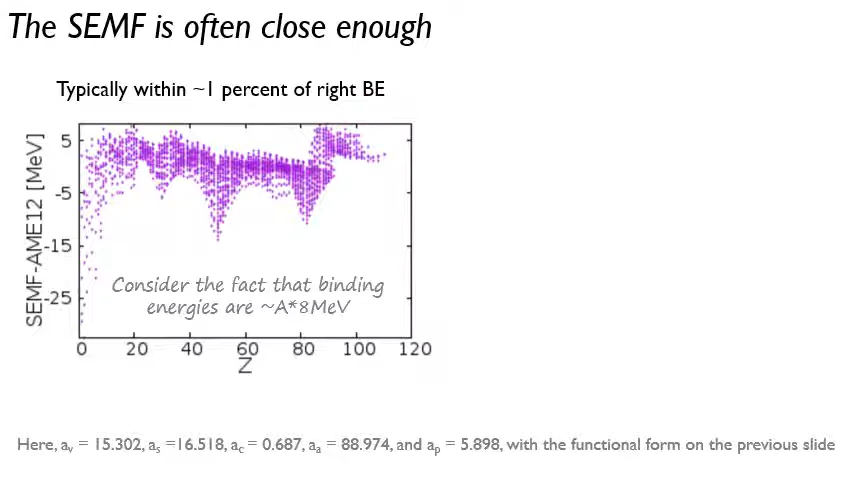 The SEMF is often close enough
Typically within ~1 percent of right BE
SEMF-AME12 [MeV]
5
-5
-15
-25
Consider the fact that binding
energies are ~A*8MeV
0 20 40 60 80 100 120
Z
Here, av = 15.302, as =16.518, ac = 0.687, aa = 88.974, and ap = 5.898, with the functional form on the previous slide